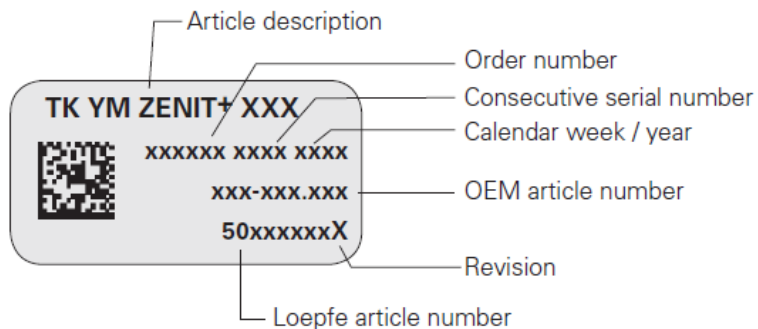 Article description
Order number
TK YM ZENIT+ XXX
Consecutive serial number
Calendar week / year
xxxxxx xxxx xxxx
xxx-xxx.xxx
OEM article number
50xxxxxxX
Revision
Loepfe article number